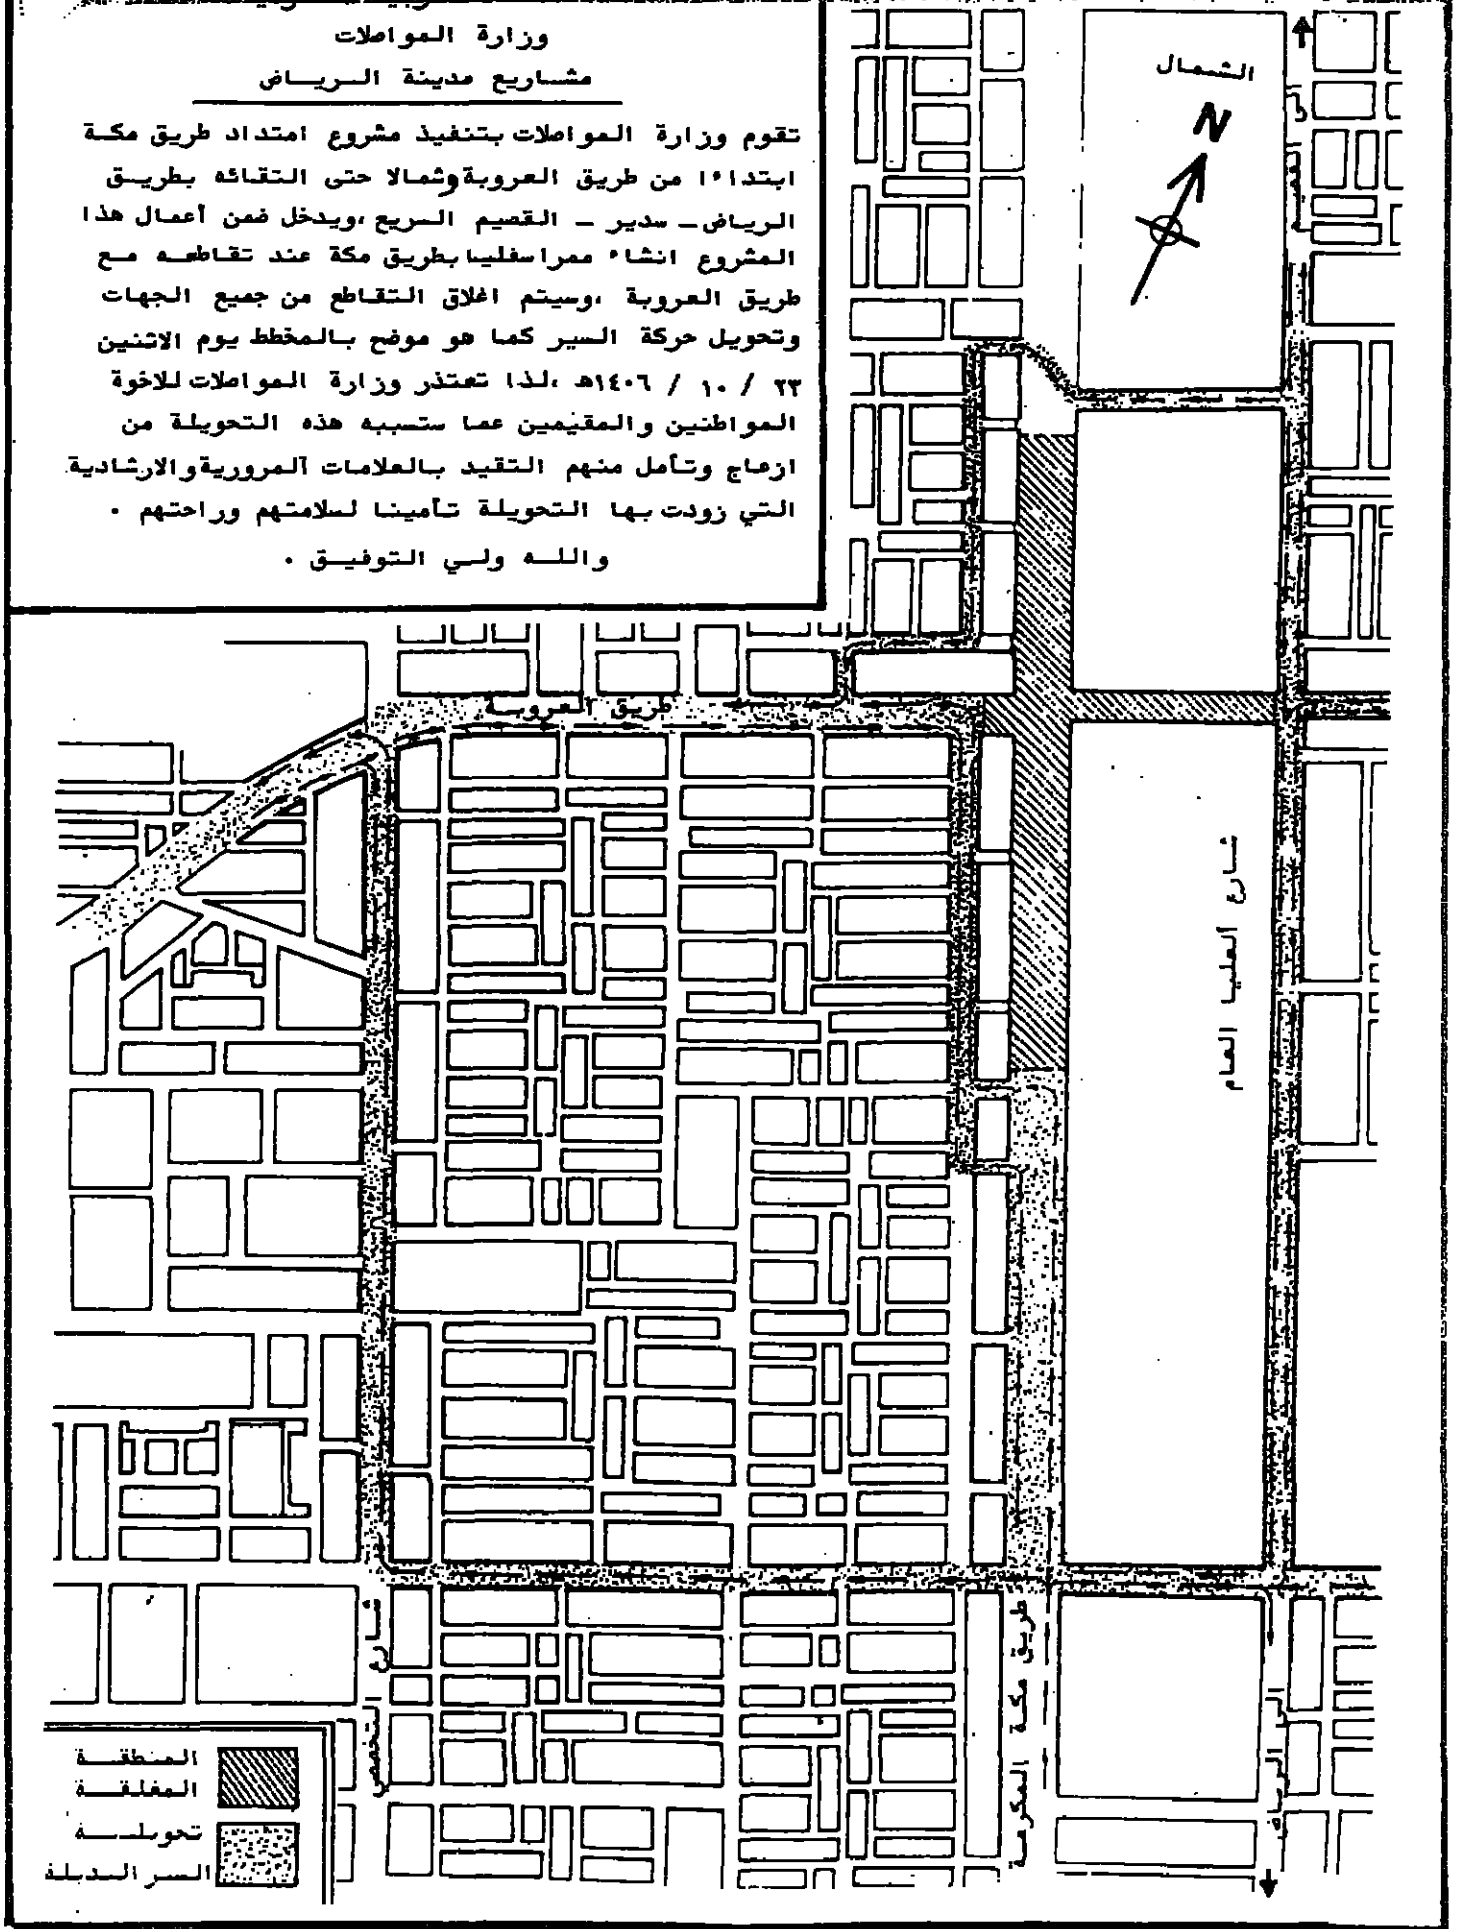 وزارة المواصلات
مشاريع مدينة الرياض
تقوم وزارة المواصلات بتنفيذ مشروع امتداد طريق مكة
ابتداءا من طريق العروبة وشمالا حتى التقائه بطريق
الرياض ـ سدير ـ القصيم السريع ،ويدخل ضمن أعمال هذا
المشروع انشاء ممرا سفليا بطريق مكة عند تقاطعه مع
طريق العروبة ،وسيتم اغلاق التقاطع من جميع الجهات
وتحويل حركة السير كما هو موضح بالمخطط يوم الاثنين
٢٣ / ١٠ / ١٤٠٦هـ ،لذا تعتذر وزارة المواصلات للاخوة
المواطنين والمقيمين عما ستسببه هذه التحويلة من
ازعاج وتأمل منهم التقيد بالعلامات المرورية والارشادية
التي زودت بها التحويلة تأمينا لسلامتهم وراحتهم .
والله ولي التوفيق .
الشمال
N
الى القصيم
طريق العروبة
شارع العليا العام
شارع التخصصي
طريق مكة المكرمة
الى الرياض
المنطقة
المغلقة
تحويلة
السير البديلة